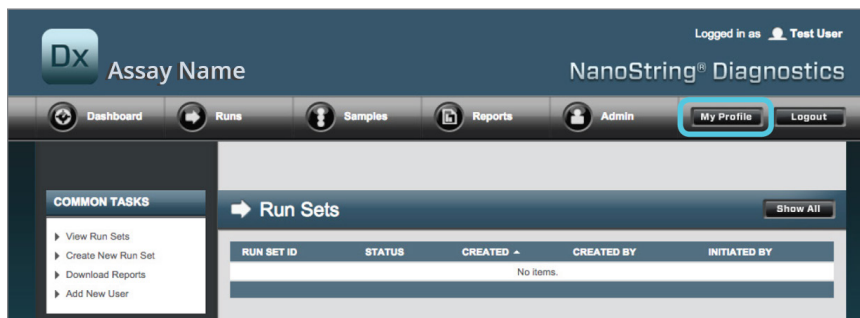 Logged in as Test User
Dx Assay Name
NanoString® Diagnostics
Dashboard Runs Samples Reports Admin My Profile Logout
COMMON TASKS
View Run Sets
Create New Run Set
Download Reports
Add New User
Run Sets
Show All
RUN SET ID STATUS CREATED CREATED BY INITIATED BY
No items.